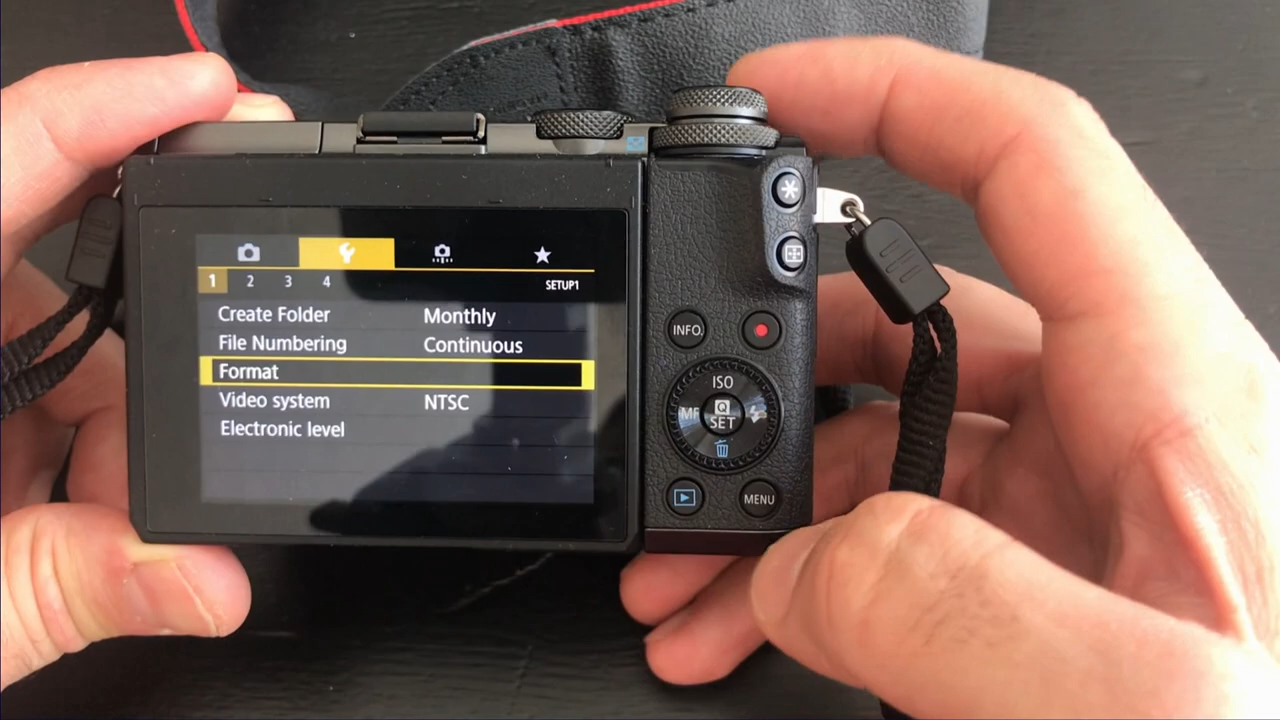 1 2 3 4 SETUP1
Create Folder Monthly
File Numbering Continuous
Format
Video system NTSC
Electronic level
INFO.
ISO
MF Q
SET
MENU